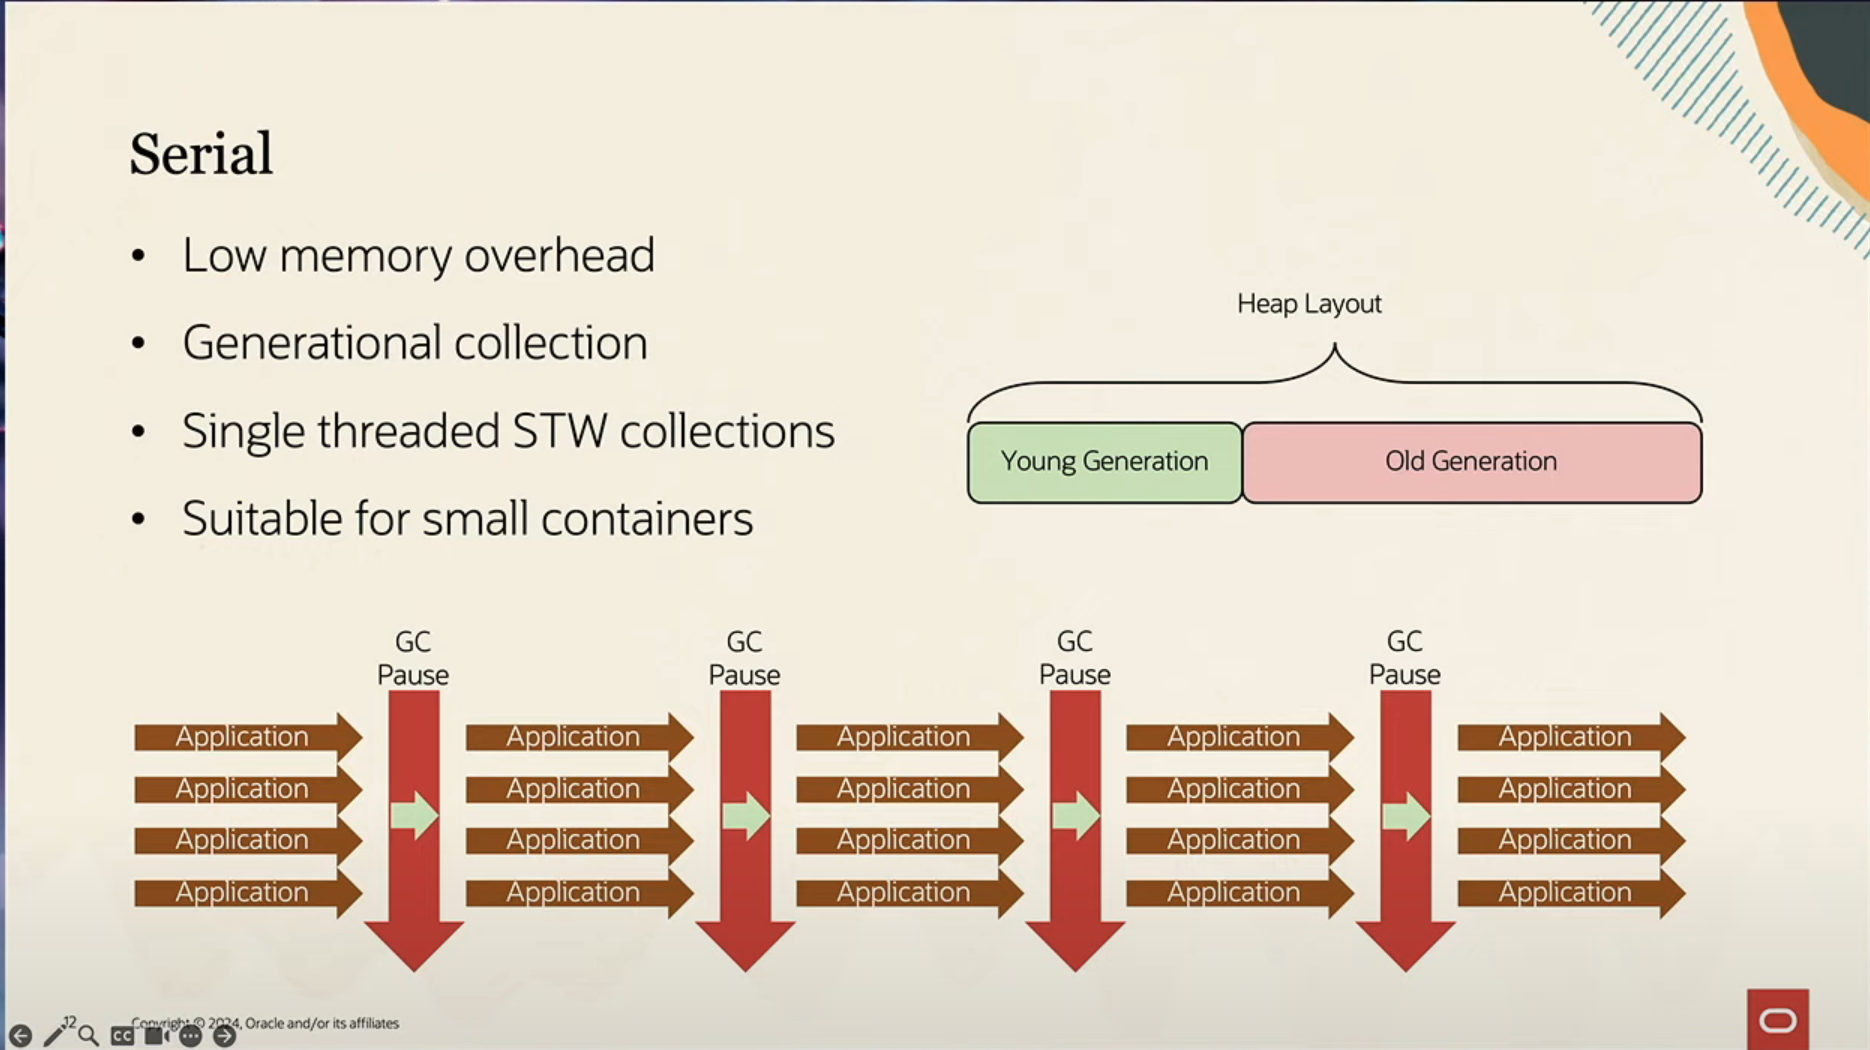 Serial
• Low memory overhead
• Generational collection
• Single threaded STW collections
• Suitable for small containers
Heap Layout
Young Generation Old Generation
GC GC GC GC
Pause Pause Pause Pause
Application Application Application Application Application
Application Application Application Application Application
Application Application Application Application Application
Application Application Application Application Application
12 Copyright © 2024, Oracle and/or its affiliates
CC